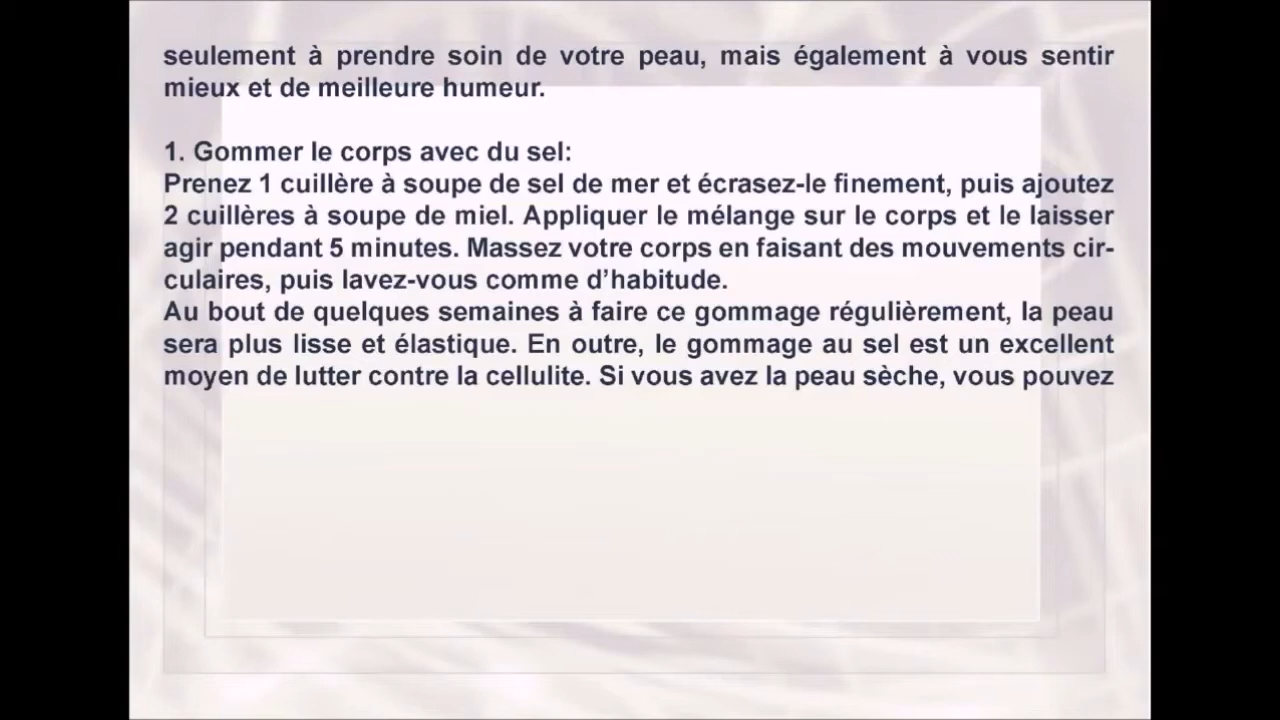 seulement à prendre soin de votre peau, mais également à vous sentir
mieux et de meilleure humeur.
1. Gommer le corps avec du sel:
Prenez 1 cuillère à soupe de sel de mer et écrasez-le finement, puis ajoutez
2 cuillères à soupe de miel. Appliquer le mélange sur le corps et le laisser
agir pendant 5 minutes. Massez votre corps en faisant des mouvements cir-
culaires, puis lavez-vous comme d’habitude.
Au bout de quelques semaines à faire ce gommage régulièrement, la peau
sera plus lisse et élastique. En outre, le gommage au sel est un excellent
moyen de lutter contre la cellulite. Si vous avez la peau sèche, vous pouvez